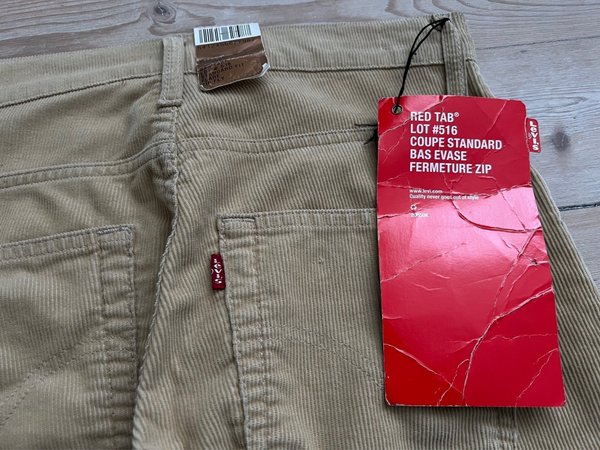 RED TAB®
LOT #516
COUPE STANDARD
BAS EVASE
FERMETURE ZIP
www.levi.com
Quality never goes out of style
LEVI'S
LEVI'S